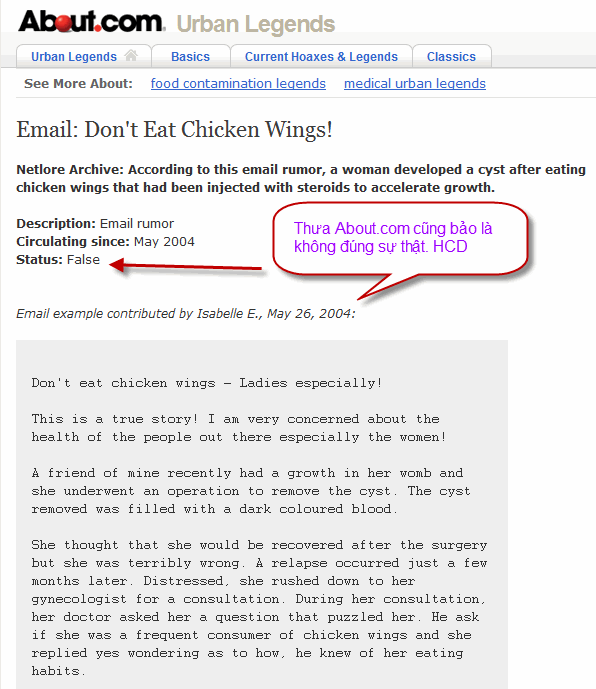 About.com. Urban Legends
Urban Legends Basics Current Hoaxes & Legends Classics
See More About: food contamination legends medical urban legends
Email: Don't Eat Chicken Wings!
Netlore Archive: According to this email rumor, a woman developed a cyst after eating
chicken wings that had been injected with steroids to accelerate growth.
Description: Email rumor
Circulating since: May 2004
Status: False
Thưa About.com cũng bảo là
không đúng sự thật. HCD
Email example contributed by Isabelle E., May 26, 2004:
Don't eat chicken wings – Ladies especially!
This is a true story! I am very concerned about the
health of the people out there especially the women!
A friend of mine recently had a growth in her womb and
she underwent an operation to remove the cyst. The cyst
removed was filled with a dark coloured blood.
She thought that she would be recovered after the surgery
but she was terribly wrong. A relapse occurred just a few
months later. Distressed, she rushed down to her
gynecologist for a consultation. During her consultation,
her doctor asked her a question that puzzled her. He ask
if she was a frequent consumer of chicken wings and she
replied yes wondering as to how, he knew of her eating
habits.